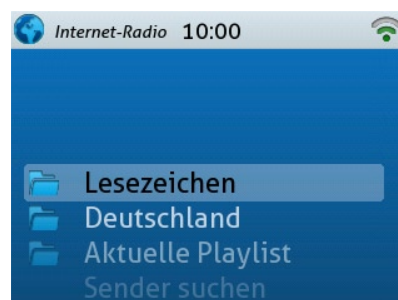 Internet-Radio 10:00
Lesezeichen
Deutschland
Aktuelle Playlist
Sender suchen